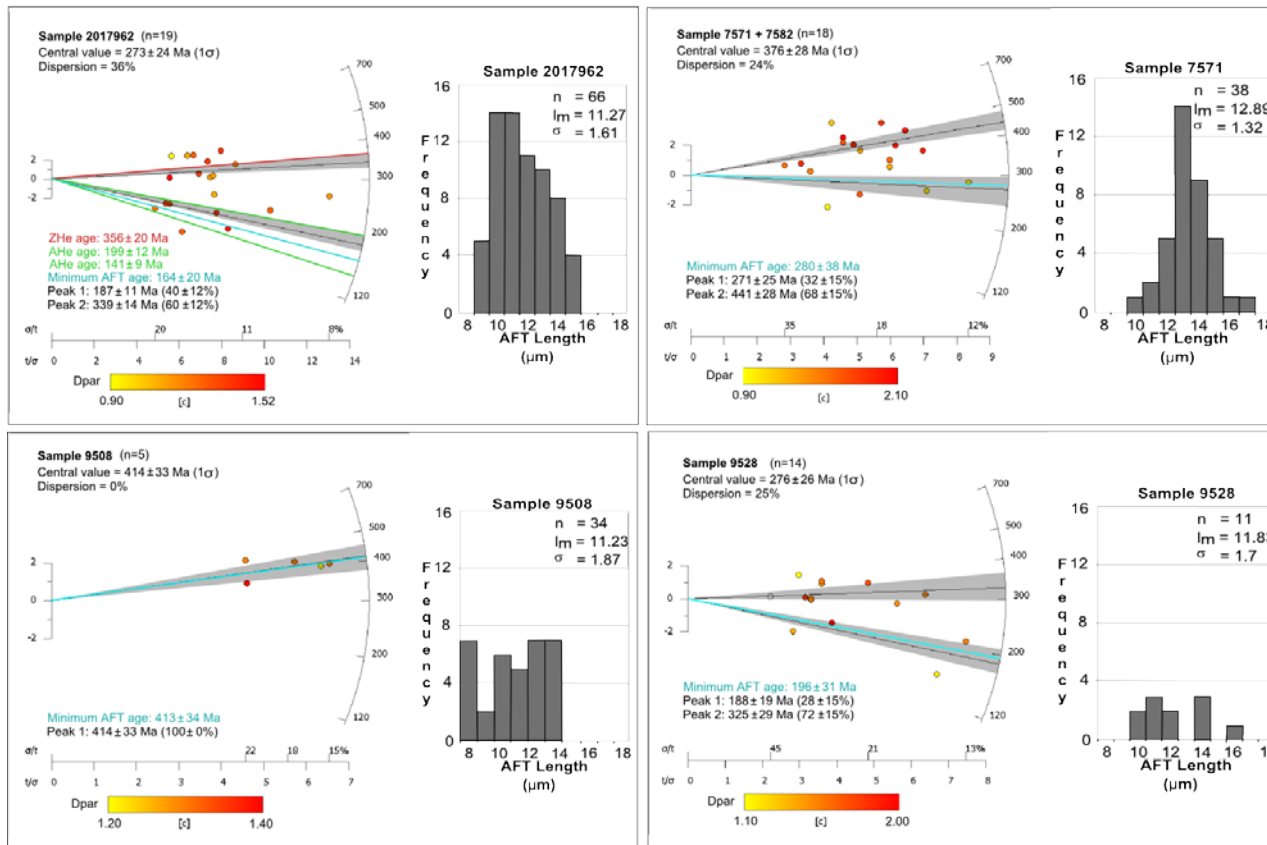 Sample 2017962 (n=19)
Central value = 273±24 Ma (1σ)
Dispersion = 36%
700
500
400
300
200
120
2
0
-2
ZHe age: 356±20 Ma
AHe age: 199±12 Ma
AHe age: 141±9 Ma
Minimum AFT age: 164±20 Ma
Peak 1: 187±11 Ma (40±12%)
Peak 2: 339±14 Ma (60±12%)
σ/t 20 11 8%
t/σ 0 2 4 6 8 10 12 14
Dpar
0.90 [c] 1.52
Sample 2017962
n = 66
lm = 11.27
σ = 1.61
Frequency
16
12
8
4
0
8 10 12 14 16 18
AFT Length
(µm)
Sample 7571 + 7582 (n=18)
Central value = 376±28 Ma (1σ)
Dispersion = 24%
700
500
400
300
200
120
2
0
-2
Minimum AFT age: 280±38 Ma
Peak 1: 271±25 Ma (32±15%)
Peak 2: 441±28 Ma (68±15%)
σ/t 35 18 12%
t/σ 0 1 2 3 4 5 6 7 8 9
Dpar
0.90 [c] 2.10
Sample 7571
n = 38
lm = 12.89
σ = 1.32
Frequency
16
12
8
4
0
8 10 12 14 16 18
AFT Length
(µm)
Sample 9508 (n=5)
Central value = 414±33 Ma (1σ)
Dispersion = 0%
700
500
400
300
200
120
2
0
-2
Minimum AFT age: 413±34 Ma
Peak 1: 414±33 Ma (100±0%)
σ/t 22 18 15%
t/σ 0 1 2 3 4 5 6 7
Dpar
1.20 [c] 1.40
Sample 9508
n = 34
lm = 11.23
σ = 1.87
Frequency
16
12
8
4
0
8 10 12 14 16 18
AFT Length
(µm)
Sample 9528 (n=14)
Central value = 276±26 Ma (1σ)
Dispersion = 25%
700
500
400
300
200
120
2
0
-2
Minimum AFT age: 196±31 Ma
Peak 1: 188±19 Ma (28±15%)
Peak 2: 325±29 Ma (72±15%)
σ/t 45 21 13%
t/σ 0 1 2 3 4 5 6 7 8
Dpar
1.10 [c] 2.00
Sample 9528
n = 11
lm = 11.83
σ = 1.7
Frequency
16
12
8
4
0
8 10 12 14 16
AFT Length
(µm)